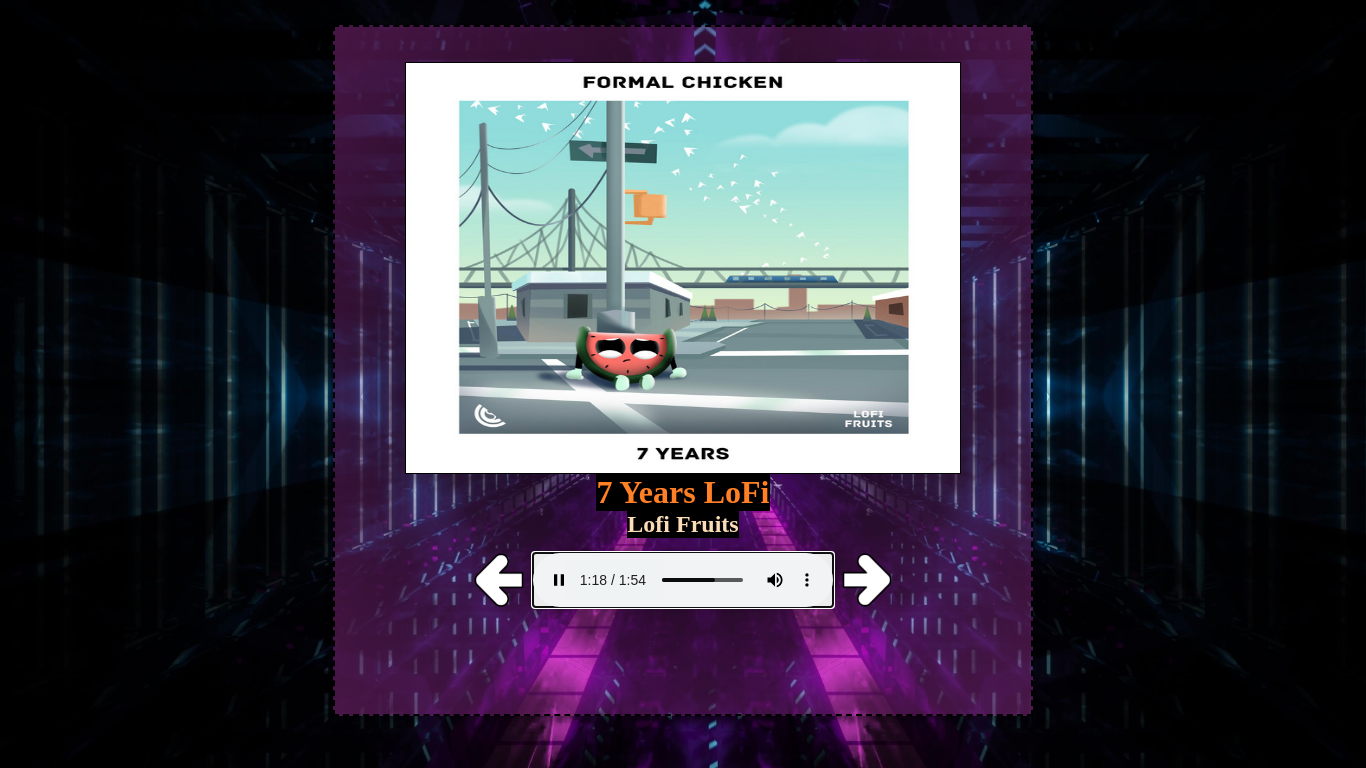 FORMAL CHICKEN
LOFI
FRUITS
7 YEARS
7 Years LoFi
Lofi Fruits
1:18 / 1:54